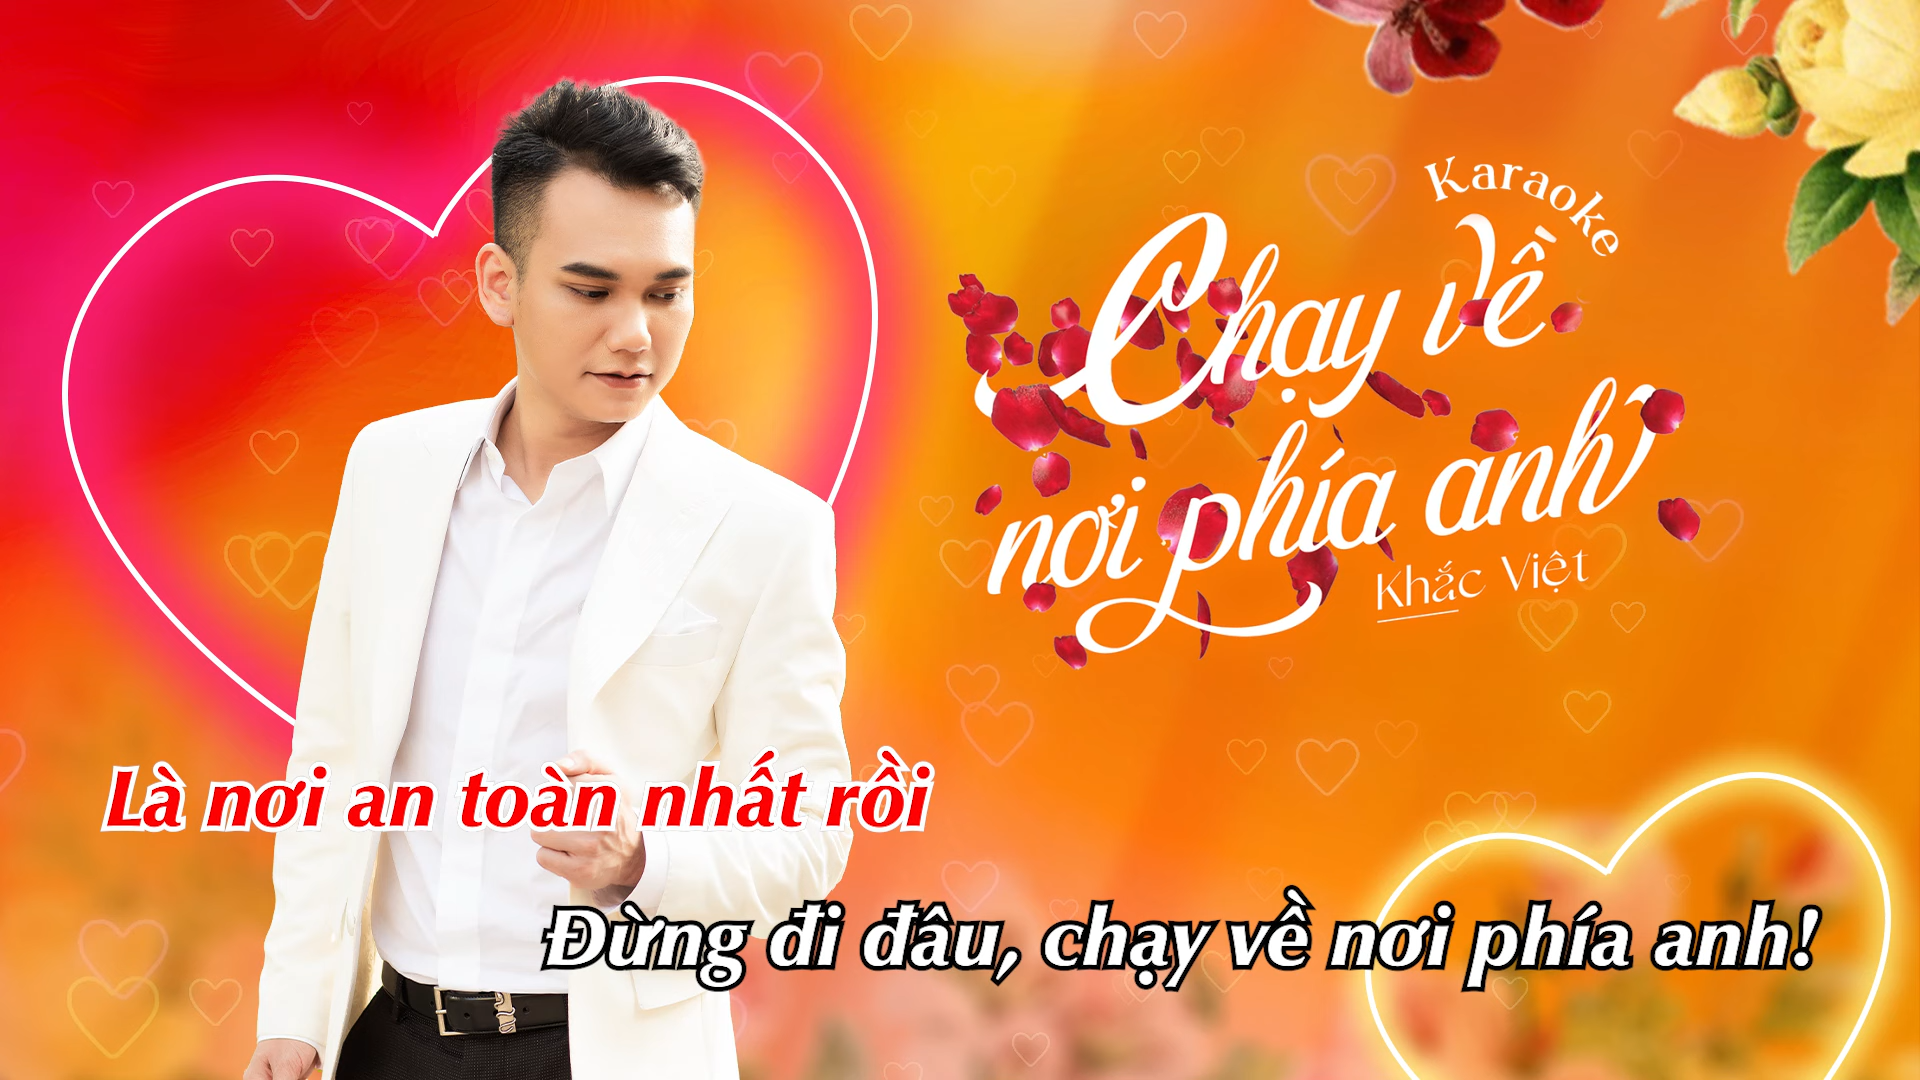 Karaoke
Chạy về
nơi phía anh
Khắc Việt
Là nơi an toàn nhất rồi
Đừng đi đâu, chạy về nơi phía anh!